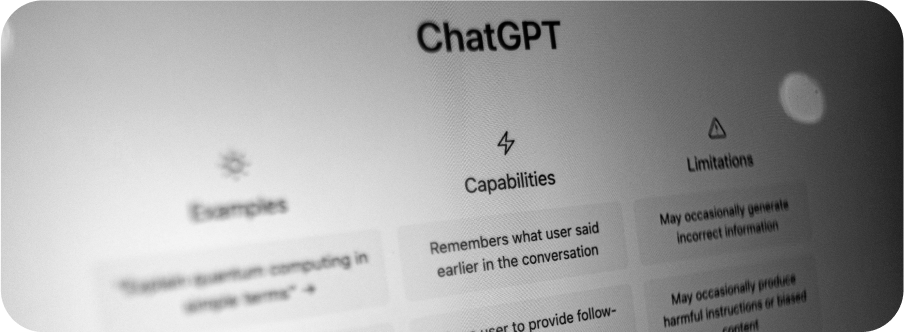 ChatGPT
Examples
Capabilities
Limitations
"Explain quantum computing in
simple terms" →
Remembers what user said
earlier in the conversation
May occasionally generate
incorrect information
user to provide follow-
May occasionally produce
harmful instructions or biased
content